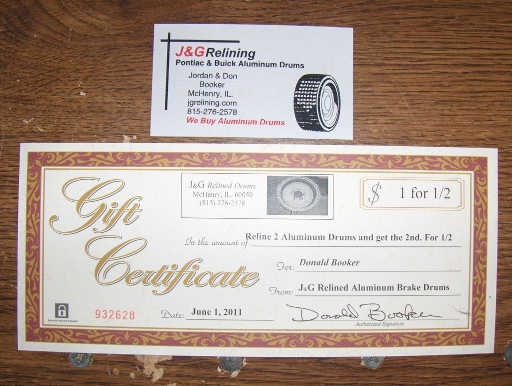 J&G Relining
Pontiac & Buick Aluminum Drums
Jordan & Don
Booker
McHenry, IL.
jgrelining.com
815-276-2578
We Buy Aluminum Drums
Gift
Certificate
J&G Relined Drums
McHenry, IL 60050
(815) 276-2578
$ 1 for 1/2
In the amount of Reline 2 Aluminum Drums and get the 2nd. For 1/2
For: Donald Booker
From: J&G Relined Aluminum Brake Drums
932628
Date: June 1, 2011
Donald Booker
Authorized Signature